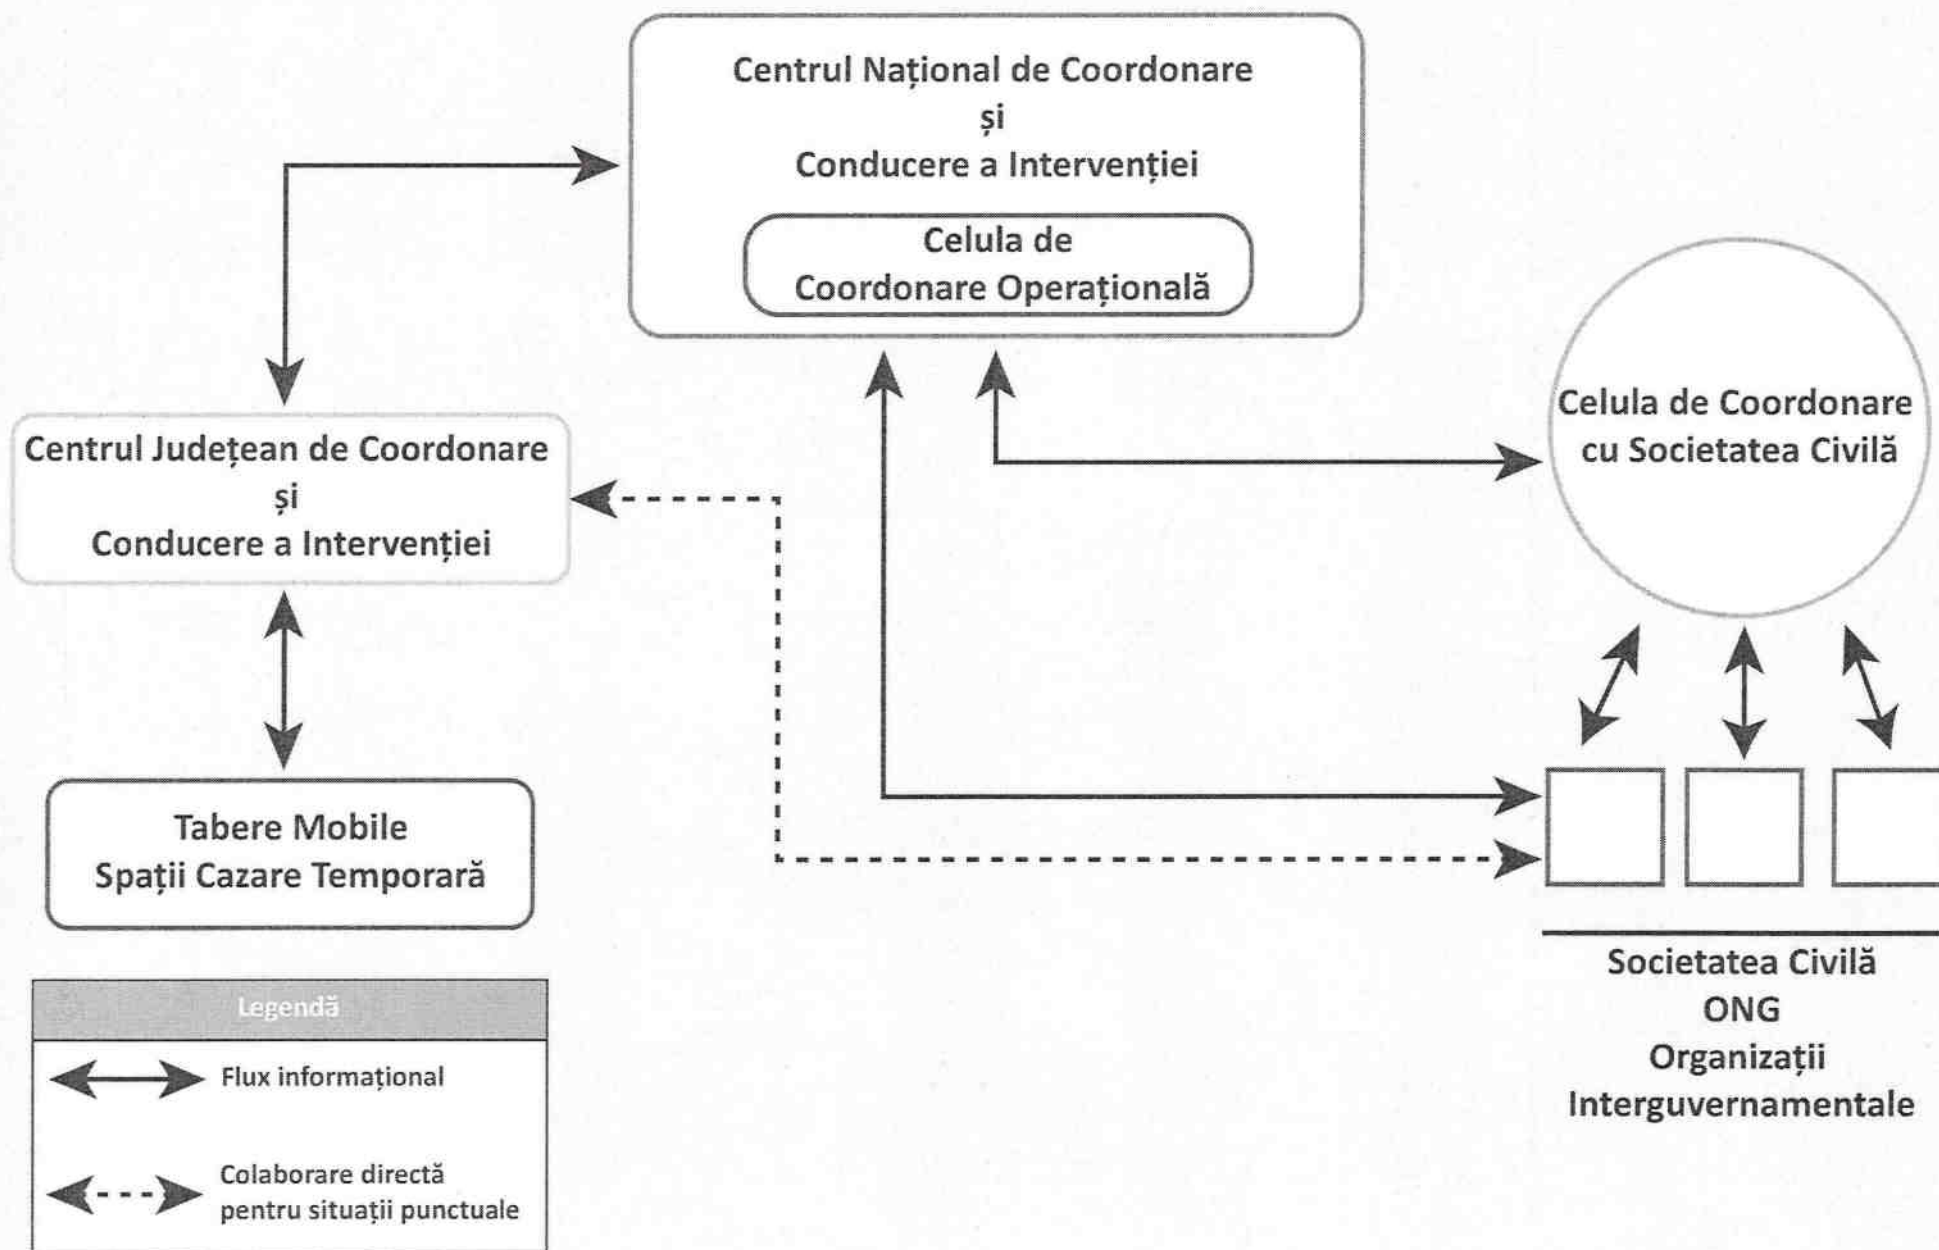 Centrul Național de Coordonare
și
Conducere a Intervenției
Celula de
Coordonare Operațională
Celula de Coordonare
cu Societatea Civilă
Centrul Județean de Coordonare
și
Conducere a Intervenției
Tabere Mobile
Spații Cazare Temporară
Societatea Civilă
ONG
Organizații
Interguvernamentale
Legendă
Flux informațional
Colaborare directă
pentru situații punctuale